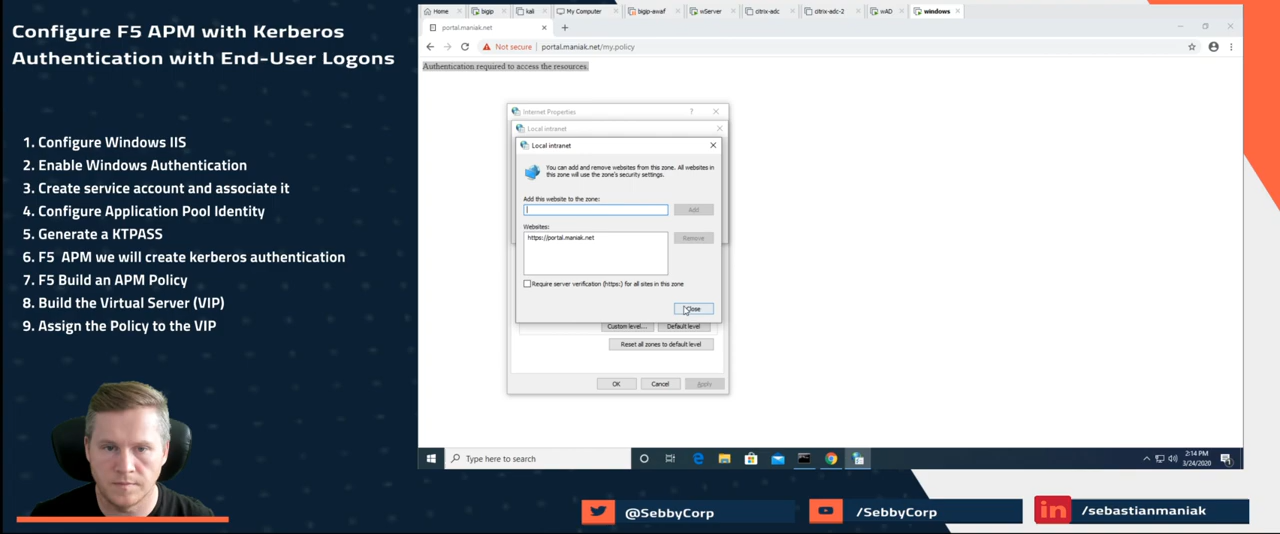 Configure F5 APM with Kerberos
Authentication with End-User Logons
1. Configure Windows IIS
2. Enable Windows Authentication
3. Create service account and associate it
4. Configure Application Pool Identity
5. Generate a KTPASS
6. F5  APM we will create kerberos authentication
7. F5 Build an APM Policy
8. Build the Virtual Server (VIP)
9. Assign the Policy to the VIP
Home bigip kali My Computer bigip-awaf wServer citrix-adc citrix-adc-2 wAD windows
portal.maniak.net
Not secure portal.maniak.net/my.policy
Authentication required to access the resources.
Internet Properties
Local intranet
Local intranet
You can add and remove websites from this zone. All websites in
this zone will use the zone's security settings.
Add this website to the zone:
Add
Websites:
https://portal.maniak.net
Remove
Require server verification (https:) for all sites in this zone
Close
Custom level... Default level
Reset all zones to default level
OK Cancel Apply
Type here to search
2:14 PM
3/24/2020
@SebbyCorp
/SebbyCorp
in /sebastianmaniak